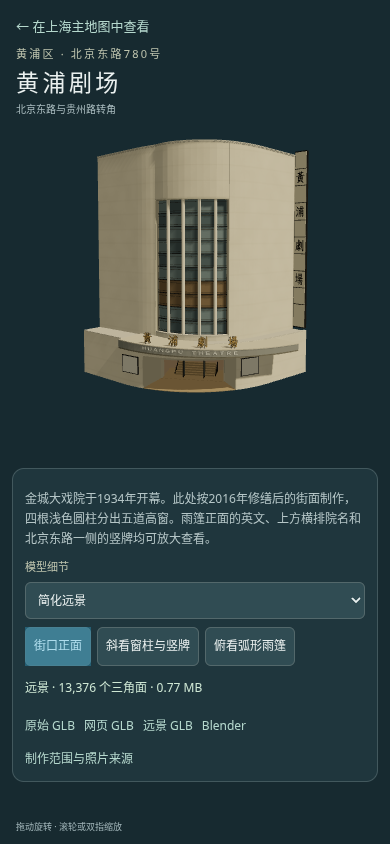 ← 在上海主地图中查看
黄浦区 · 北京东路780号
黄浦剧场
北京东路与贵州路转角
黃
浦
劇
場
黃 浦 劇 場
HUANGPU THEATRE
金城大戏院于1934年开幕。此处按2016年修缮后的街面制作，
四根浅色圆柱分出五道高窗。雨篷正面的英文、上方横排院名和
北京东路一侧的竖牌均可放大查看。
模型细节
简化远景
街口正面 斜看窗柱与竖牌 俯看弧形雨篷
远景 · 13,376 个三角面 · 0.77 MB
原始 GLB 网页 GLB 远景 GLB Blender
制作范围与照片来源
拖动旋转 · 滚轮或双指缩放